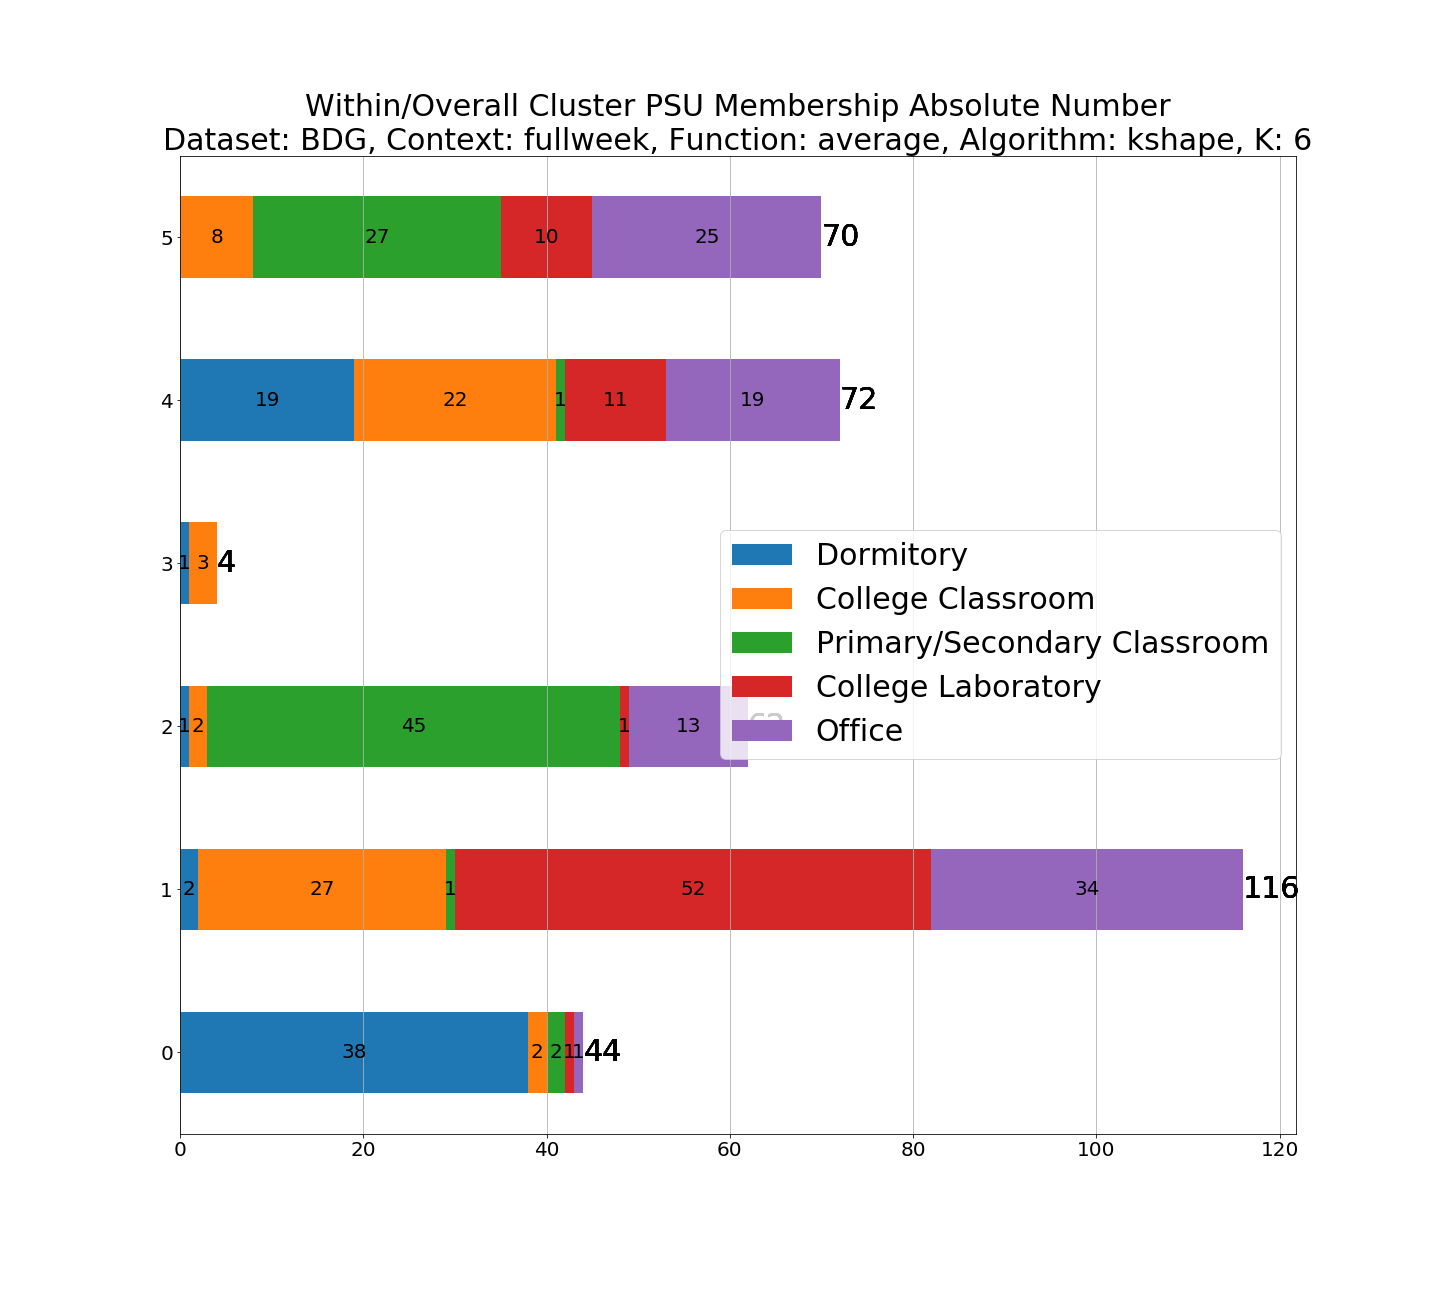 Within/Overall Cluster PSU Membership Absolute Number
Dataset: BDG, Context: fullweek, Function: average, Algorithm: kshape, K: 6
5 8 27 10 25 70
4 19 22 1 11 19 72
3 1 3 4
Dormitory
College Classroom
Primary/Secondary Classroom
College Laboratory
Office
2 1 2 45 1 13 62
1 2 27 1 52 34 116
0 38 2 2 1 1 44
0 20 40 60 80 100 120